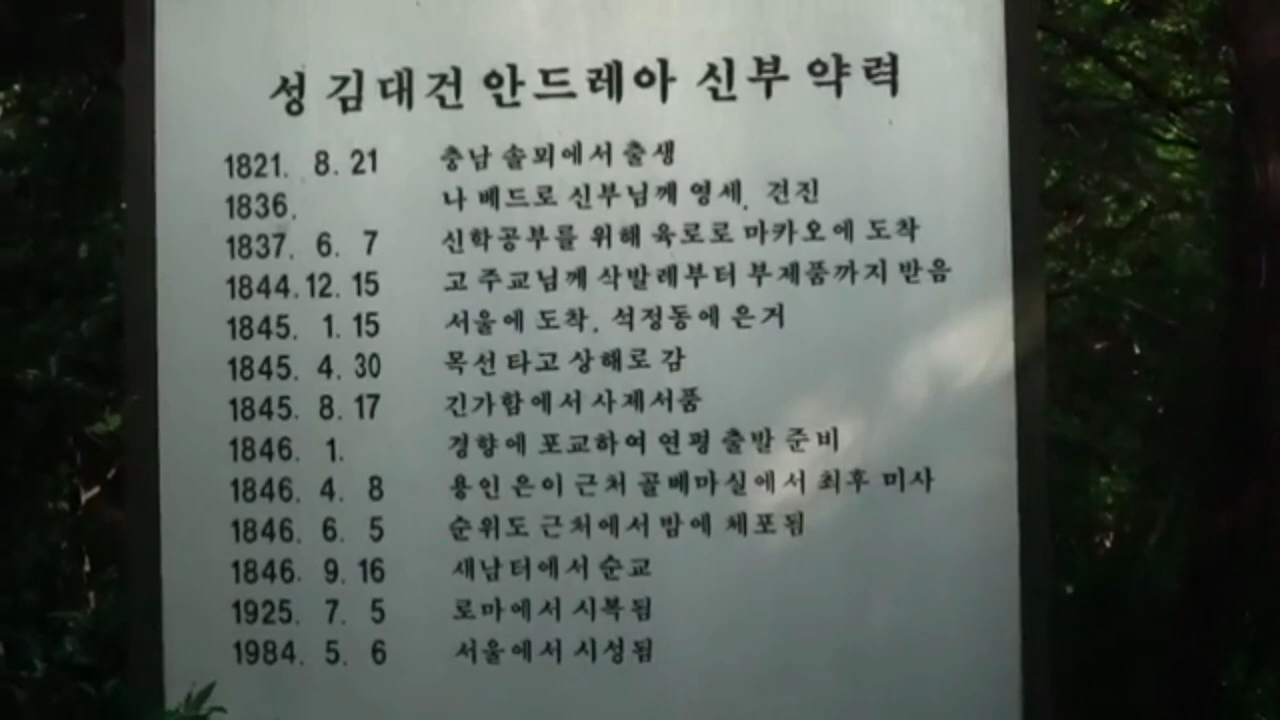 성 김대건 안드레아 신부 약력
1821. 8. 21 충남 솔뫼에서 출생
1836. 나 베드로 신부님께 영세, 견진
1837. 6. 7 신학공부를 위해 육로로 마카오에 도착
1844. 12. 15 고 주교님께 삭발례부터 부제품까지 받음
1845. 1. 15 서울에 도착, 석정동에 은거
1845. 4. 30 목선 타고 상해로 감
1845. 8. 17 긴가함에서 사제서품
1846. 1. 경향에 포교하여 연평 출발 준비
1846. 4. 8 용인 은이 근처 골배마실에서 최후 미사
1846. 6. 5 순위도 근처에서 밤에 체포됨
1846. 9. 16 새남터에서 순교
1925. 7. 5 로마에서 시복됨
1984. 5. 6 서울에서 시성됨